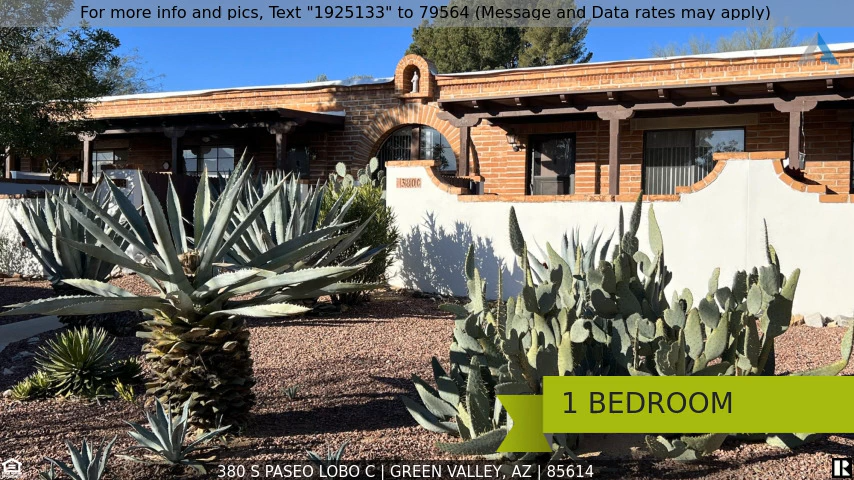 For more info and pics, Text "1925133" to 79564 (Message and Data rates may apply)
1 BEDROOM
380 S PASEO LOBO C | GREEN VALLEY, AZ | 85614